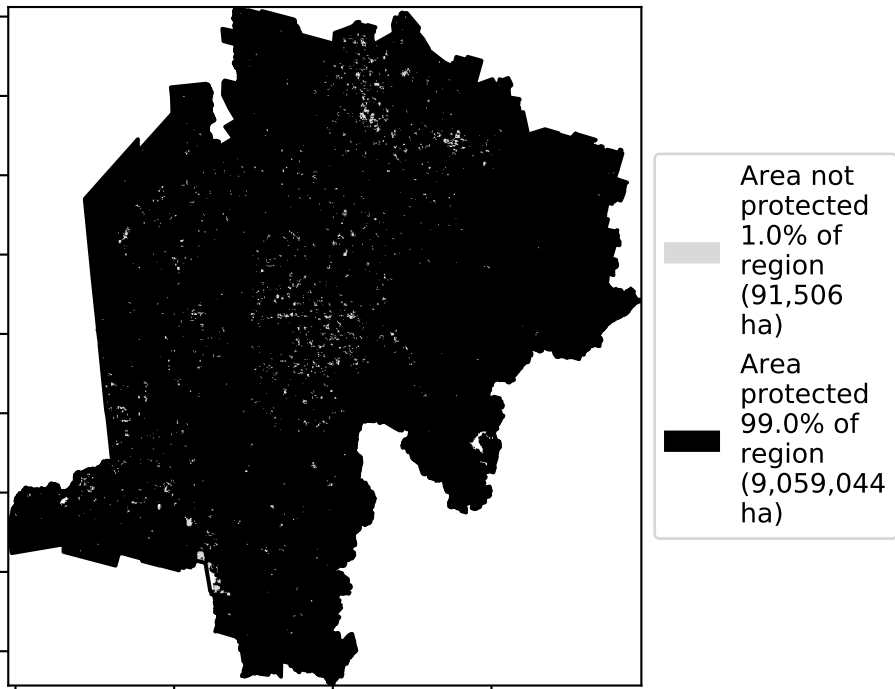 Area not
protected
1.0% of
region
(91,506
ha)
Area
protected
99.0% of
region
(9,059,044
ha)